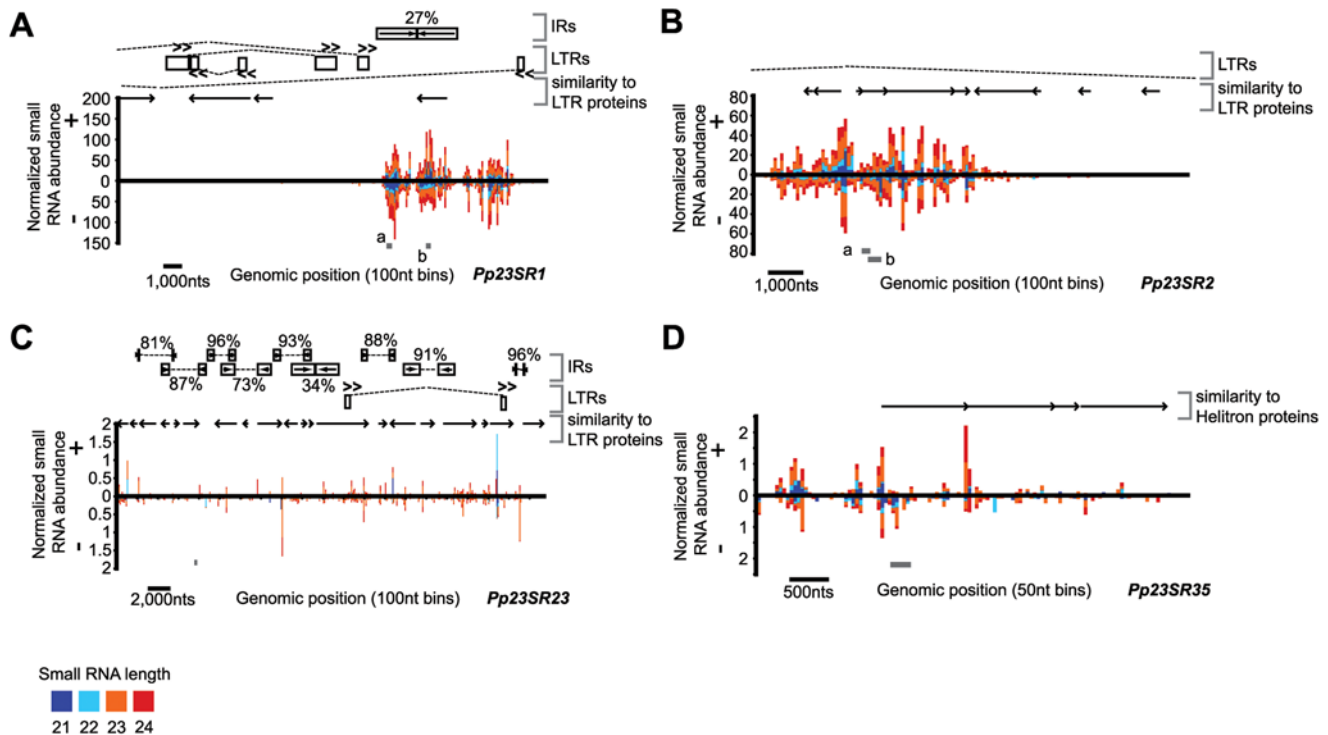 A
27%
IRs
>> >> >>
LTRs
<< << <<
similarity to
LTR proteins
Normalized small
RNA abundance
+
-
200
150
100
50
0
50
100
150
a
b
1,000nts
Genomic position (100nt bins)
Pp23SR1
B
LTRs
similarity to
LTR proteins
Normalized small
RNA abundance
+
-
80
60
40
20
0
20
40
60
80
a
b
1,000nts
Genomic position (100nt bins)
Pp23SR2
C
81% 96% 93% 88% 91% 96%
87% 73% 34%
IRs
>> >>
LTRs
similarity to
LTR proteins
Normalized small
RNA abundance
+
-
2
1.5
1
0.5
0
0.5
1
1.5
2
2,000nts
Genomic position (100nt bins)
Pp23SR23
D
similarity to
Helitron proteins
Normalized small
RNA abundance
+
-
2
1
0
1
2
500nts
Genomic position (50nt bins)
Pp23SR35
Small RNA length
21 22 23 24